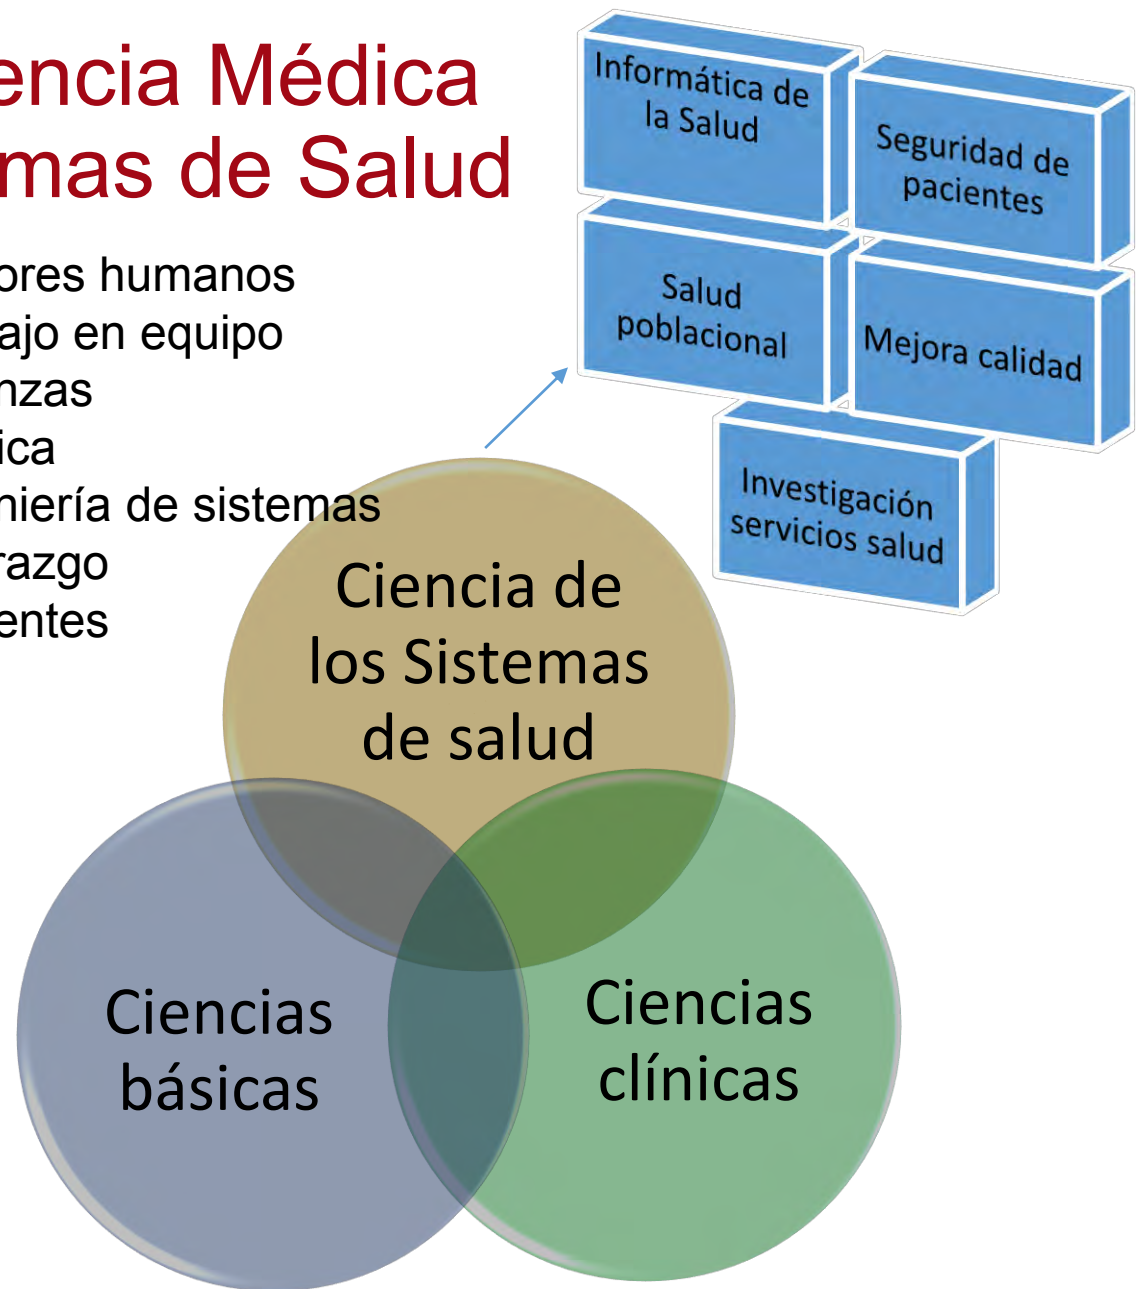 encia Médica
mas de Salud
ores humanos
ajo en equipo
nzas
ica
niería de sistemas
razgo
entes
Informática de
la Salud
Seguridad de
pacientes
Salud
poblacional
Mejora calidad
Investigación
servicios salud
Ciencia de
los Sistemas
de salud
Ciencias
básicas
Ciencias
clínicas